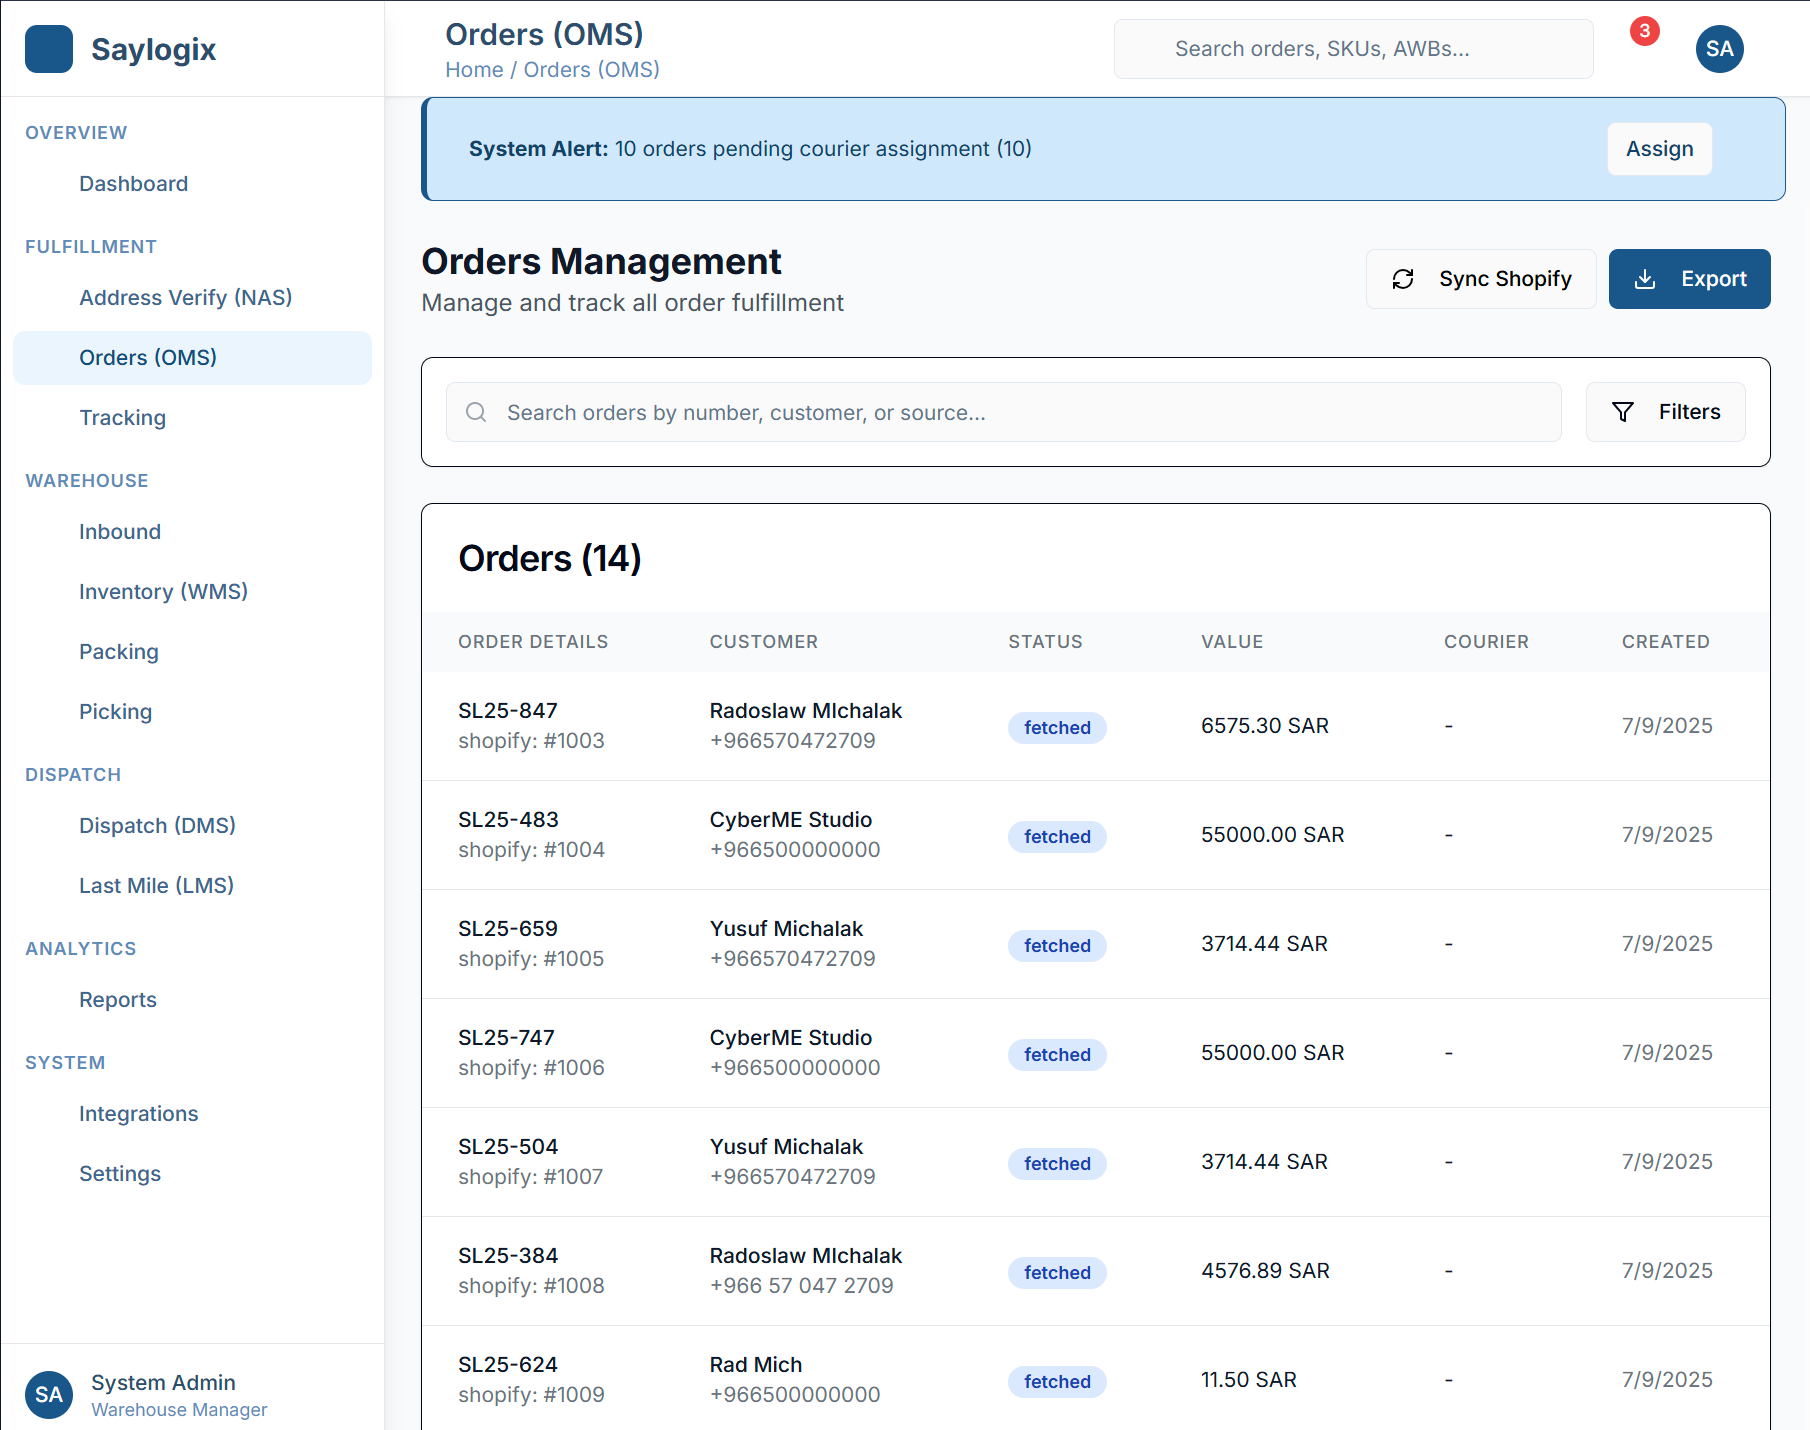 Saylogix
OVERVIEW
Dashboard
FULFILLMENT
Address Verify (NAS)
Orders (OMS)
Tracking
WAREHOUSE
Inbound
Inventory (WMS)
Packing
Picking
DISPATCH
Dispatch (DMS)
Last Mile (LMS)
ANALYTICS
Reports
SYSTEM
Integrations
Settings
SA
System Admin
Warehouse Manager
Orders (OMS)
Home / Orders (OMS)
Search orders, SKUs, AWBs...
3
SA
System Alert: 10 orders pending courier assignment (10)
Assign
Orders Management
Manage and track all order fulfillment
Sync Shopify
Export
Search orders by number, customer, or source...
Filters
Orders (14)
ORDER DETAILS CUSTOMER STATUS VALUE COURIER CREATED
SL25-847 Radoslaw MIchalak
fetched 6575.30 SAR - 7/9/2025
shopify: #1003 +966570472709
SL25-483 CyberME Studio
fetched 55000.00 SAR - 7/9/2025
shopify: #1004 +966500000000
SL25-659 Yusuf Michalak
fetched 3714.44 SAR - 7/9/2025
shopify: #1005 +966570472709
SL25-747 CyberME Studio
fetched 55000.00 SAR - 7/9/2025
shopify: #1006 +966500000000
SL25-504 Yusuf Michalak
fetched 3714.44 SAR - 7/9/2025
shopify: #1007 +966570472709
SL25-384 Radoslaw MIchalak
fetched 4576.89 SAR - 7/9/2025
shopify: #1008 +966 57 047 2709
SL25-624 Rad Mich
fetched 11.50 SAR - 7/9/2025
shopify: #1009 +966500000000